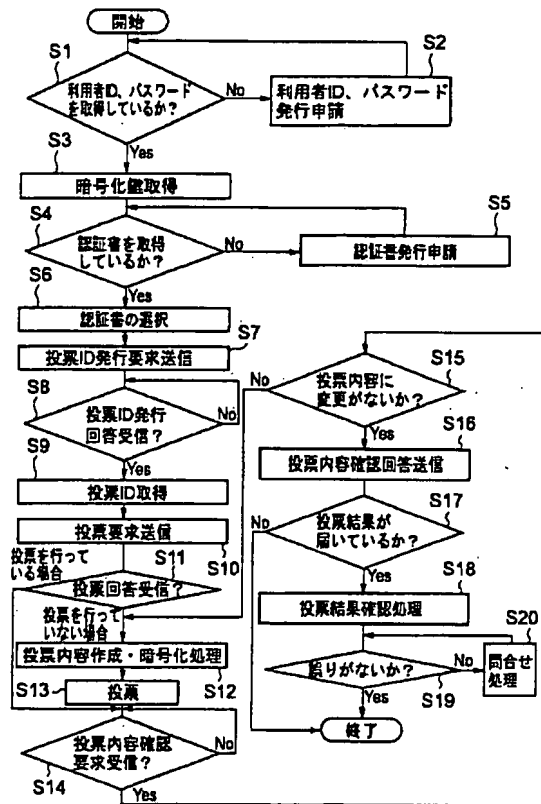 開始
S1
利用者ID、パスワード
を取得しているか？
No
S2
利用者ID、パスワード
発行申請
Yes
S3
暗号化鍵取得
S4
認証書を取得
しているか？
No
S5
認証書発行申請
Yes
S6
認証書の選択
S7
投票ID発行要求送信
S8
投票ID発行
回答受信？
No
Yes
S9
投票ID取得
投票要求送信
S10
投票を行って
いる場合
S11
投票回答受信？
投票を行って
いない場合
投票内容作成・暗号化処理
S12
S13
投票
投票内容確認
要求受信？
No
S14
Yes
No
投票内容に
変更がないか？
S15
Yes
S16
投票内容確認回答送信
No
投票結果が
届いているか？
S17
Yes
S18
投票結果確認処理
誤りがないか？
No
S19
S20
問合せ
処理
Yes
終了